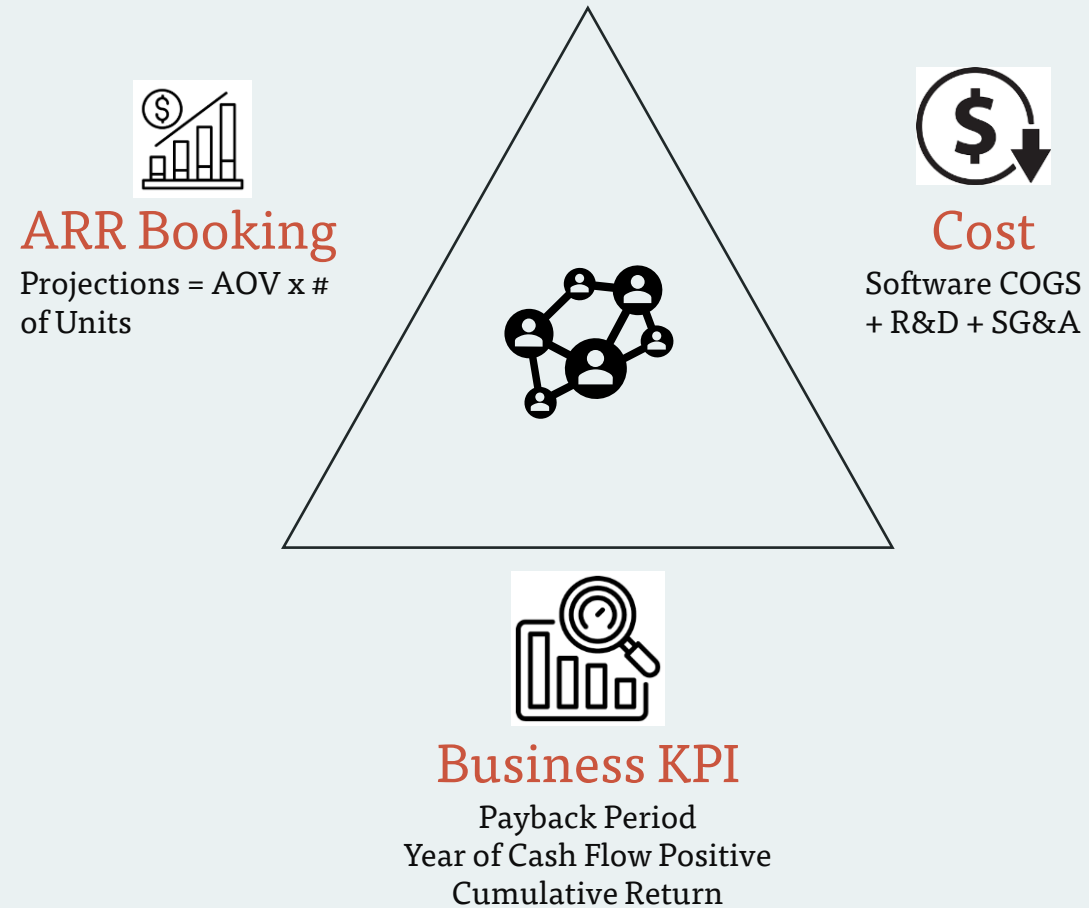 $
ARR Booking
Projections = AOV x #
of Units
$
Cost
Software COGS
+ R&D + SG&A
Business KPI
Payback Period
Year of Cash Flow Positive
Cumulative Return